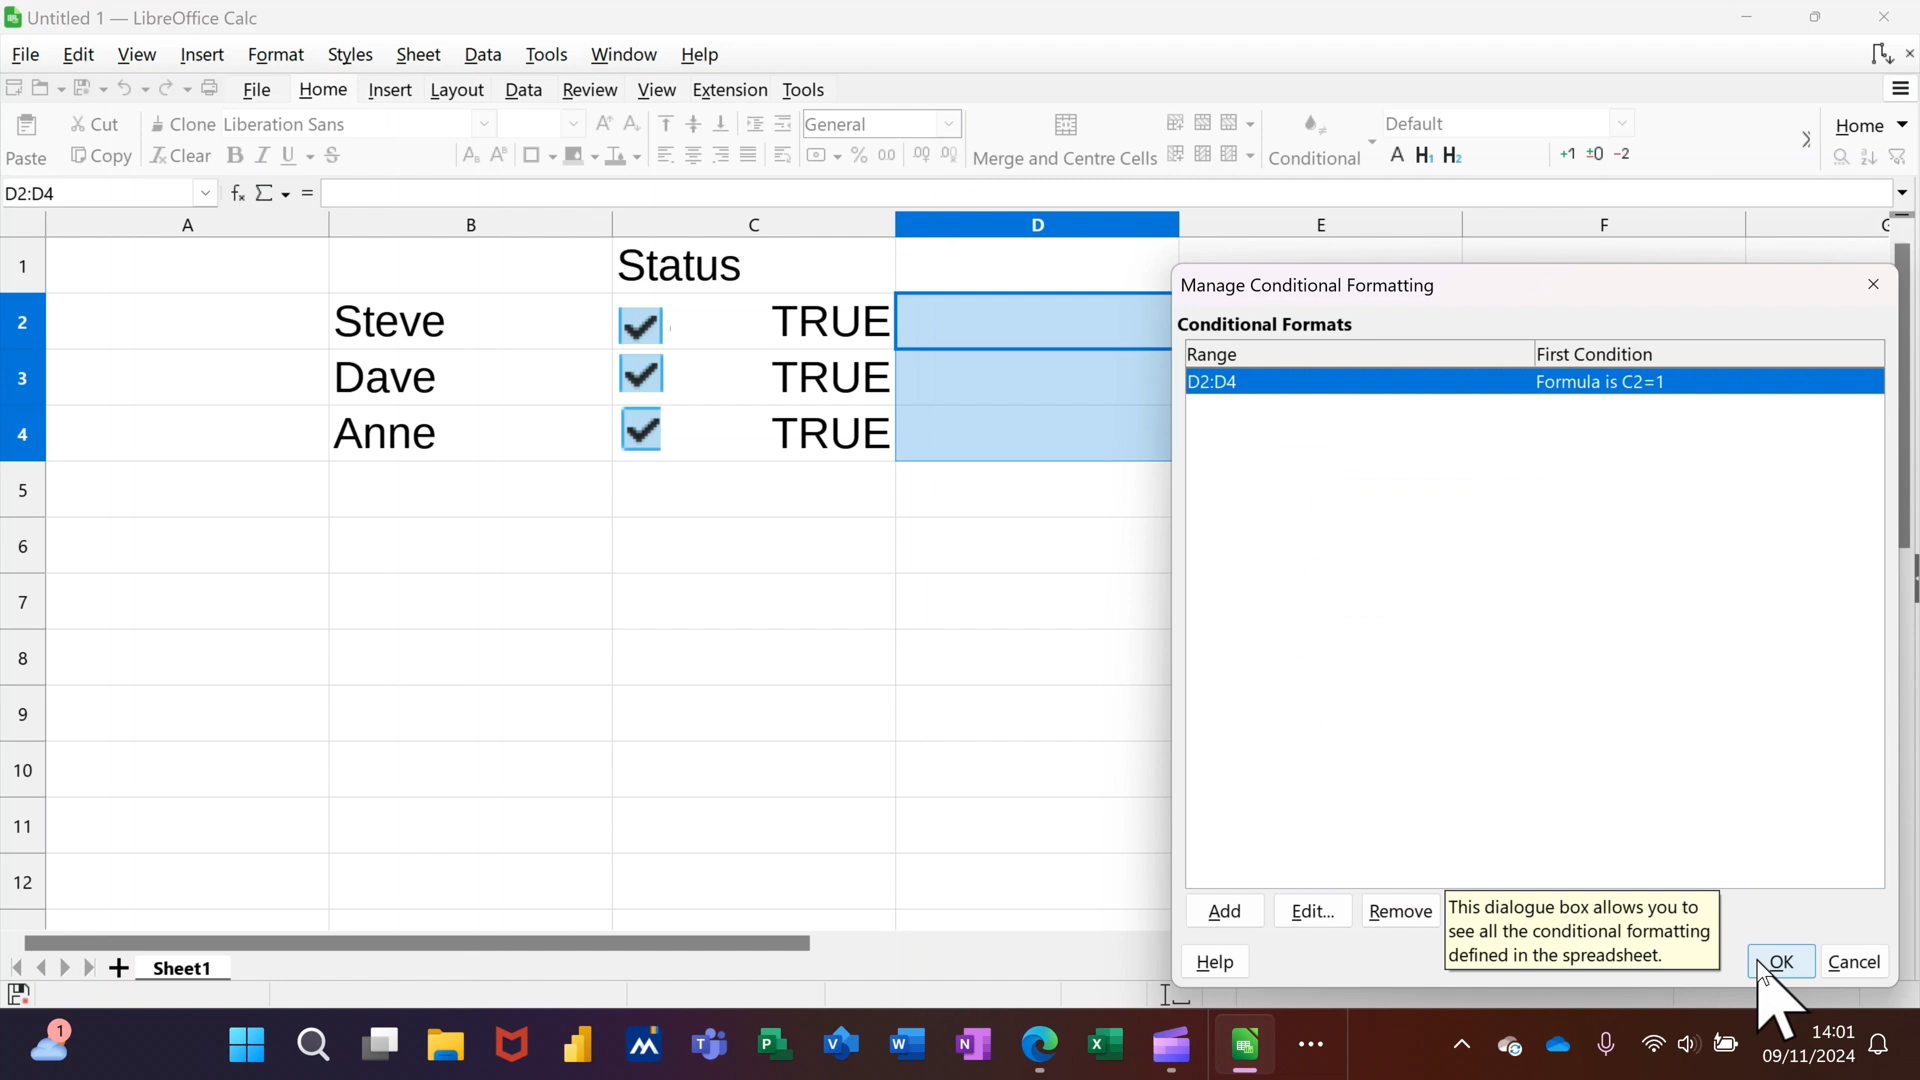 Untitled 1 — LibreOffice Calc
File Edit View Insert Format Styles Sheet Data Tools Window Help
File Home Insert Layout Data Review View Extension Tools
Paste Cut Copy Clone Clear Liberation Sans General Merge and Centre Cells Conditional Default Home
A H1 H2 +1 ±0 -2
D2:D4
A B C D E F G
1 Status
2 Steve TRUE
3 Dave TRUE
4 Anne TRUE
5
6
7
8
9
10
11
12
Manage Conditional Formatting
Conditional Formats
Range First Condition
D2:D4 Formula is C2=1
Add Edit... Remove
This dialogue box allows you to
see all the conditional formatting
defined in the spreadsheet.
Help OK Cancel
Sheet1
1
14:01
09/11/2024